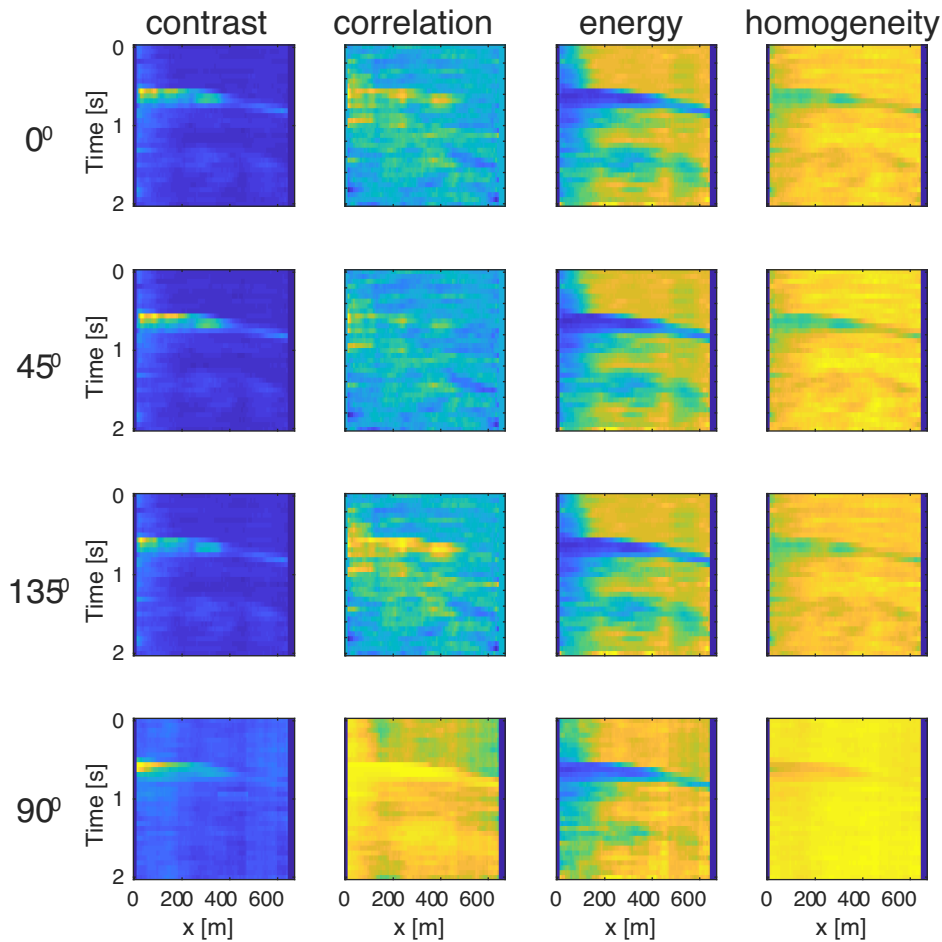 contrast correlation energy homogeneity
0
0⁰ Time [s] 1
2
0
45⁰ Time [s] 1
2
0
135⁰ Time [s] 1
2
0
90⁰ Time [s] 1
2
0 200 400 600 0 200 400 600 0 200 400 600 0 200 400 600
x [m] x [m] x [m] x [m]